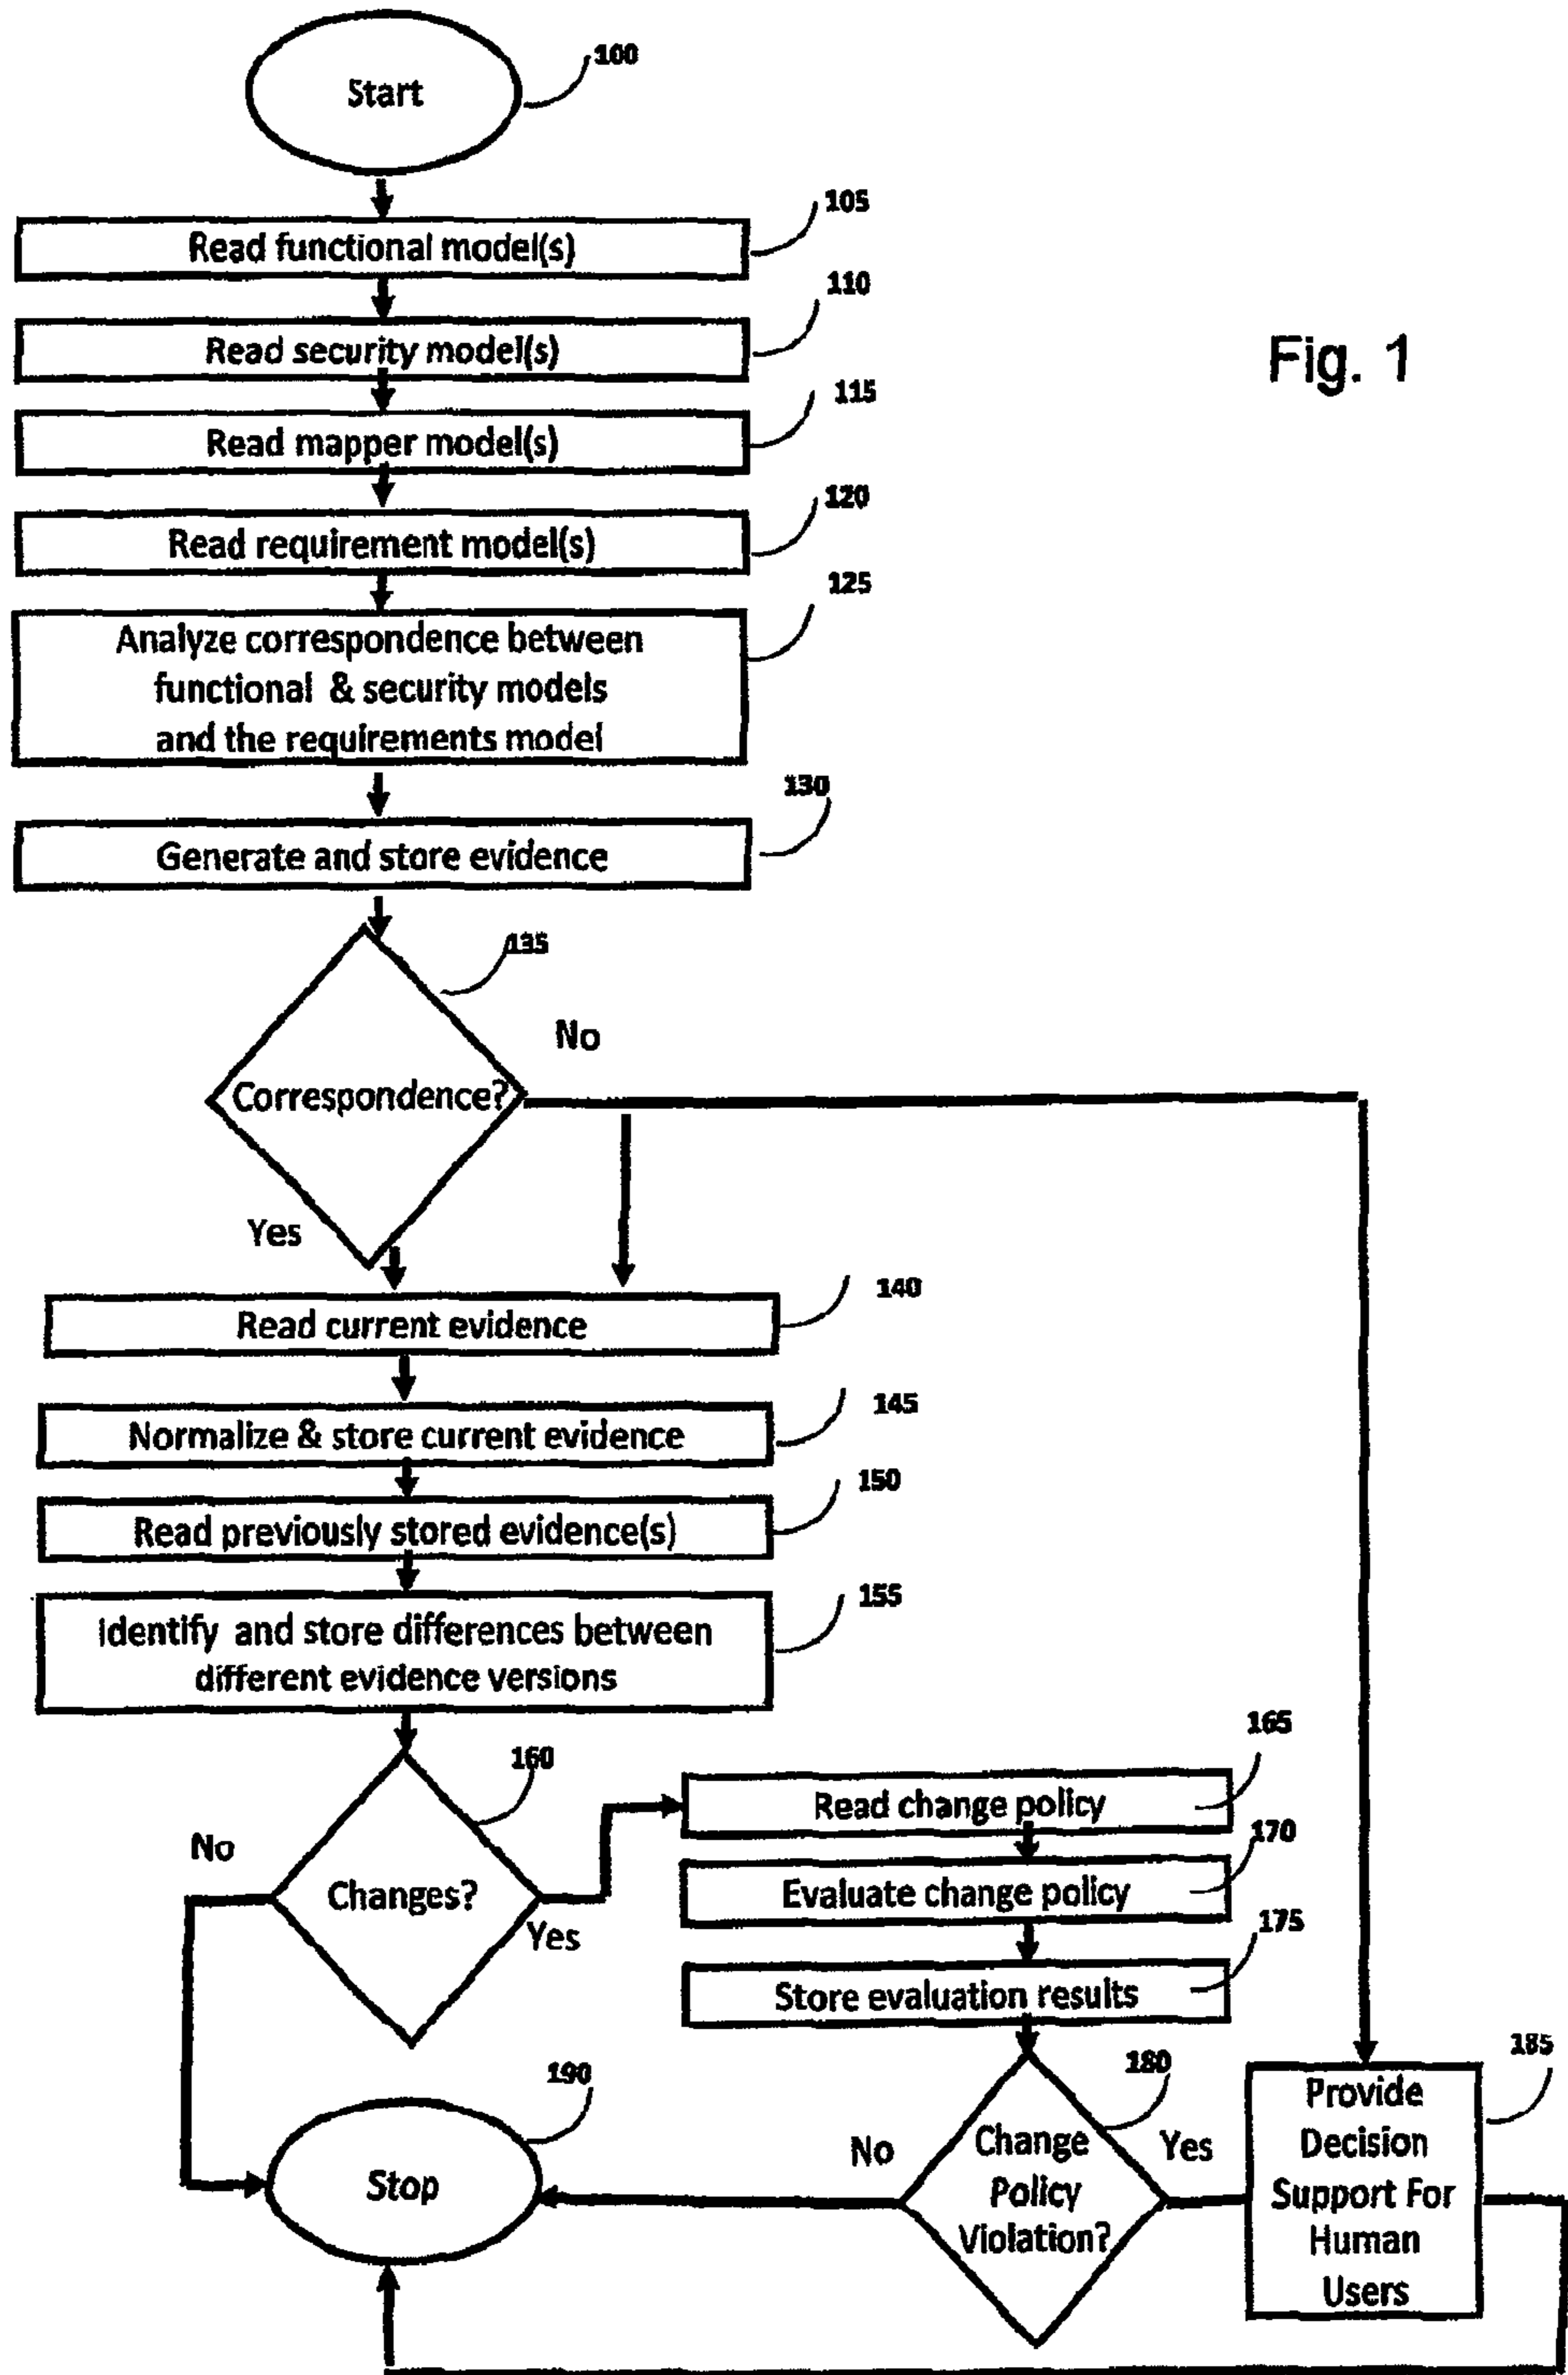 Start
100
Read functional model(s)
105
Read security model(s)
110
Fig. 1
Read mapper model(s)
115
Read requirement model(s)
120
Analyze correspondence between
functional & security models
and the requirements model
125
Generate and store evidence
130
135
No
Correspondence?
Yes
Read current evidence
140
Normalize & store current evidence
145
Read previously stored evidence(s)
150
Identify and store differences between
different evidence versions
155
160
No
Changes?
Yes
Read change policy
165
Evaluate change policy
170
Store evaluation results
175
180
No
Change
Policy
Violation?
Yes
Provide
Decision
Support For
Human
Users
185
190
Stop